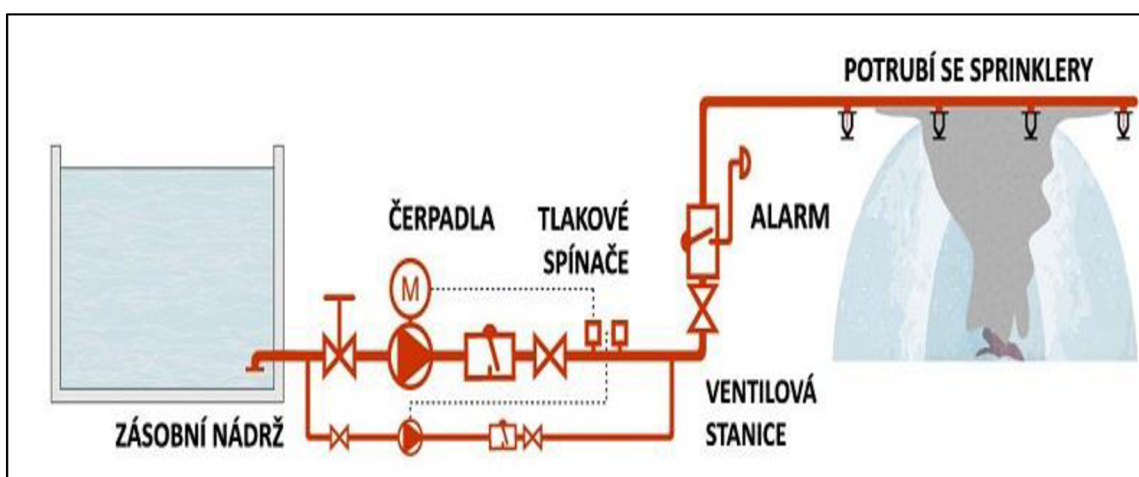 POTRUBÍ SE SPRINKLERY
ČERPADLA
TLAKOVÉ
SPÍNAČE
ALARM
M
ZÁSOBNÍ NÁDRŽ
VENTILOVÁ
STANICE